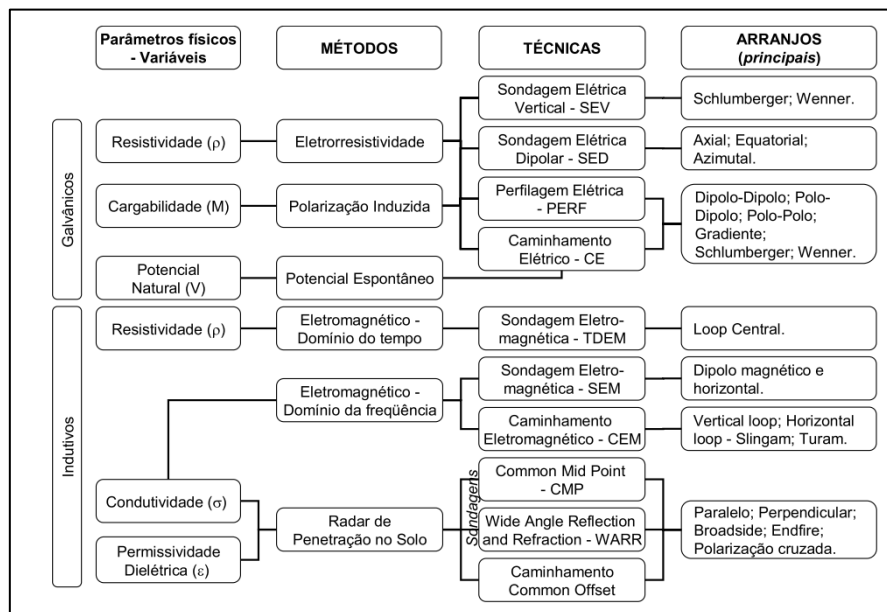 Parâmetros físicos
- Variáveis
MÉTODOS
TÉCNICAS
ARRANJOS
(principais)
Galvânicos
Resistividade (ρ)
Eletrorresistividade
Sondagem Elétrica
Vertical - SEV
Schlumberger; Wenner.
Sondagem Elétrica
Dipolar - SED
Axial; Equatorial;
Azimutal.
Cargabilidade (M)
Polarização Induzida
Perfilagem Elétrica
- PERF
Caminhamento
Elétrico - CE
Dipolo-Dipolo; Polo-
Dipolo; Polo-Polo;
Gradiente;
Schlumberger; Wenner.
Potencial
Natural (V)
Potencial Espontâneo
Indutivos
Resistividade (ρ)
Eletromagnético -
Domínio do tempo
Sondagem Eletro-
magnética - TDEM
Loop Central.
Eletromagnético -
Domínio da freqüência
Sondagem Eletro-
magnética - SEM
Dipolo magnético e
horizontal.
Caminhamento
Eletromagnético - CEM
Vertical loop; Horizontal
loop - Slingam; Turam.
Condutividade (σ)
Permissividade
Dielétrica (ε)
Radar de
Penetração no Solo
Sondagens
Common Mid Point
- CMP
Wide Angle Reflection
and Refraction - WARR
Caminhamento
Common Offset
Paralelo; Perpendicular;
Broadside; Endfire;
Polarização cruzada.